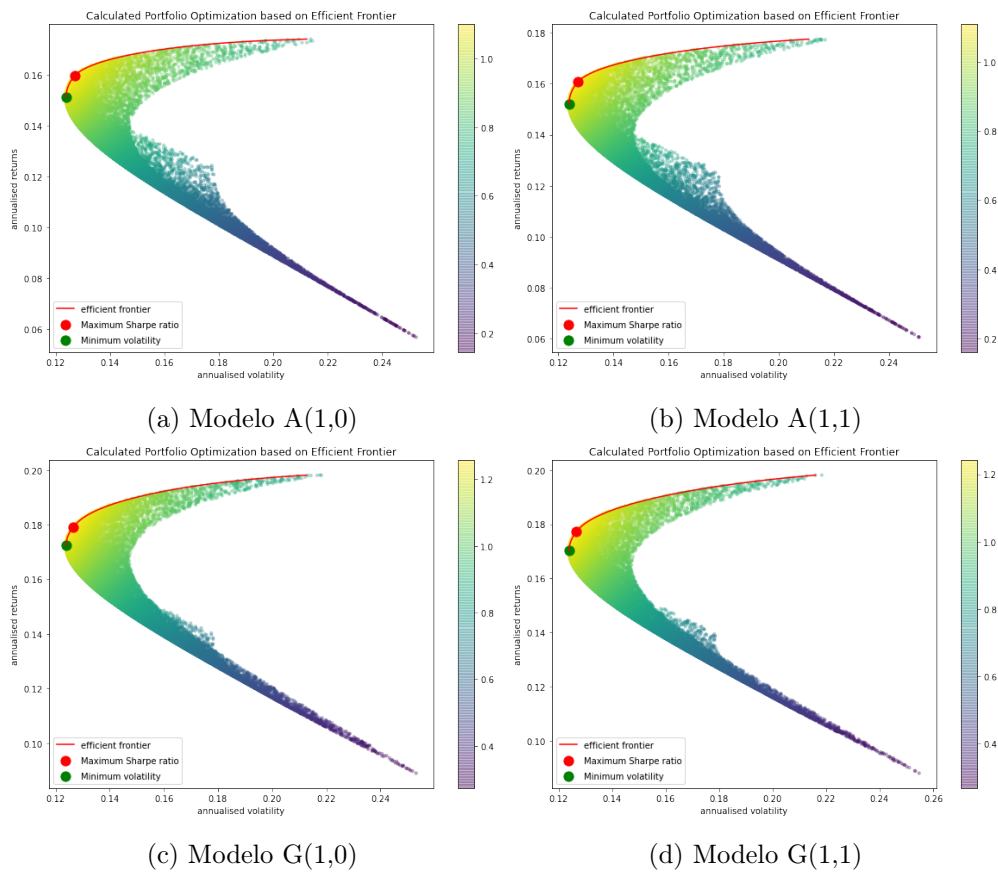 Calculated Portfolio Optimization based on Efficient Frontier
annualised returns
0.16
0.14
0.12
0.10
0.08
0.06
efficient frontier
Maximum Sharpe ratio
Minimum volatility
0.12 0.14 0.16 0.18 0.20 0.22 0.24
annualised volatility
1.0
0.8
0.6
0.4
0.2
(a) Modelo A(1,0)
Calculated Portfolio Optimization based on Efficient Frontier
annualised returns
0.18
0.16
0.14
0.12
0.10
0.08
0.06
efficient frontier
Maximum Sharpe ratio
Minimum volatility
0.12 0.14 0.16 0.18 0.20 0.22 0.24
annualised volatility
1.0
0.8
0.6
0.4
0.2
(b) Modelo A(1,1)
Calculated Portfolio Optimization based on Efficient Frontier
annualised returns
0.20
0.18
0.16
0.14
0.12
0.10
efficient frontier
Maximum Sharpe ratio
Minimum volatility
0.12 0.14 0.16 0.18 0.20 0.22 0.24
annualised volatility
1.2
1.0
0.8
0.6
0.4
(c) Modelo G(1,0)
Calculated Portfolio Optimization based on Efficient Frontier
annualised returns
0.20
0.18
0.16
0.14
0.12
0.10
efficient frontier
Maximum Sharpe ratio
Minimum volatility
0.12 0.14 0.16 0.18 0.20 0.22 0.24 0.26
annualised volatility
1.2
1.0
0.8
0.6
0.4
(d) Modelo G(1,1)